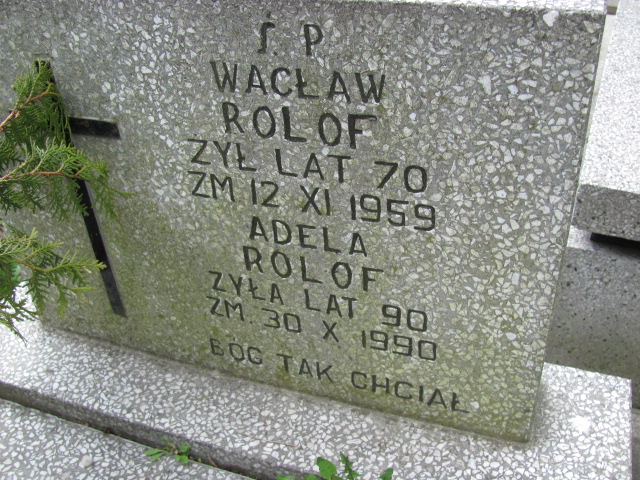 Ś. P
WACŁAW
ROLOF
ŻYŁ LAT 70
ZM 12 XI 1959
ADELA
ROLOF
ŻYŁA LAT 90
ZM. 30 X 1990
BÓG TAK CHCIAŁ